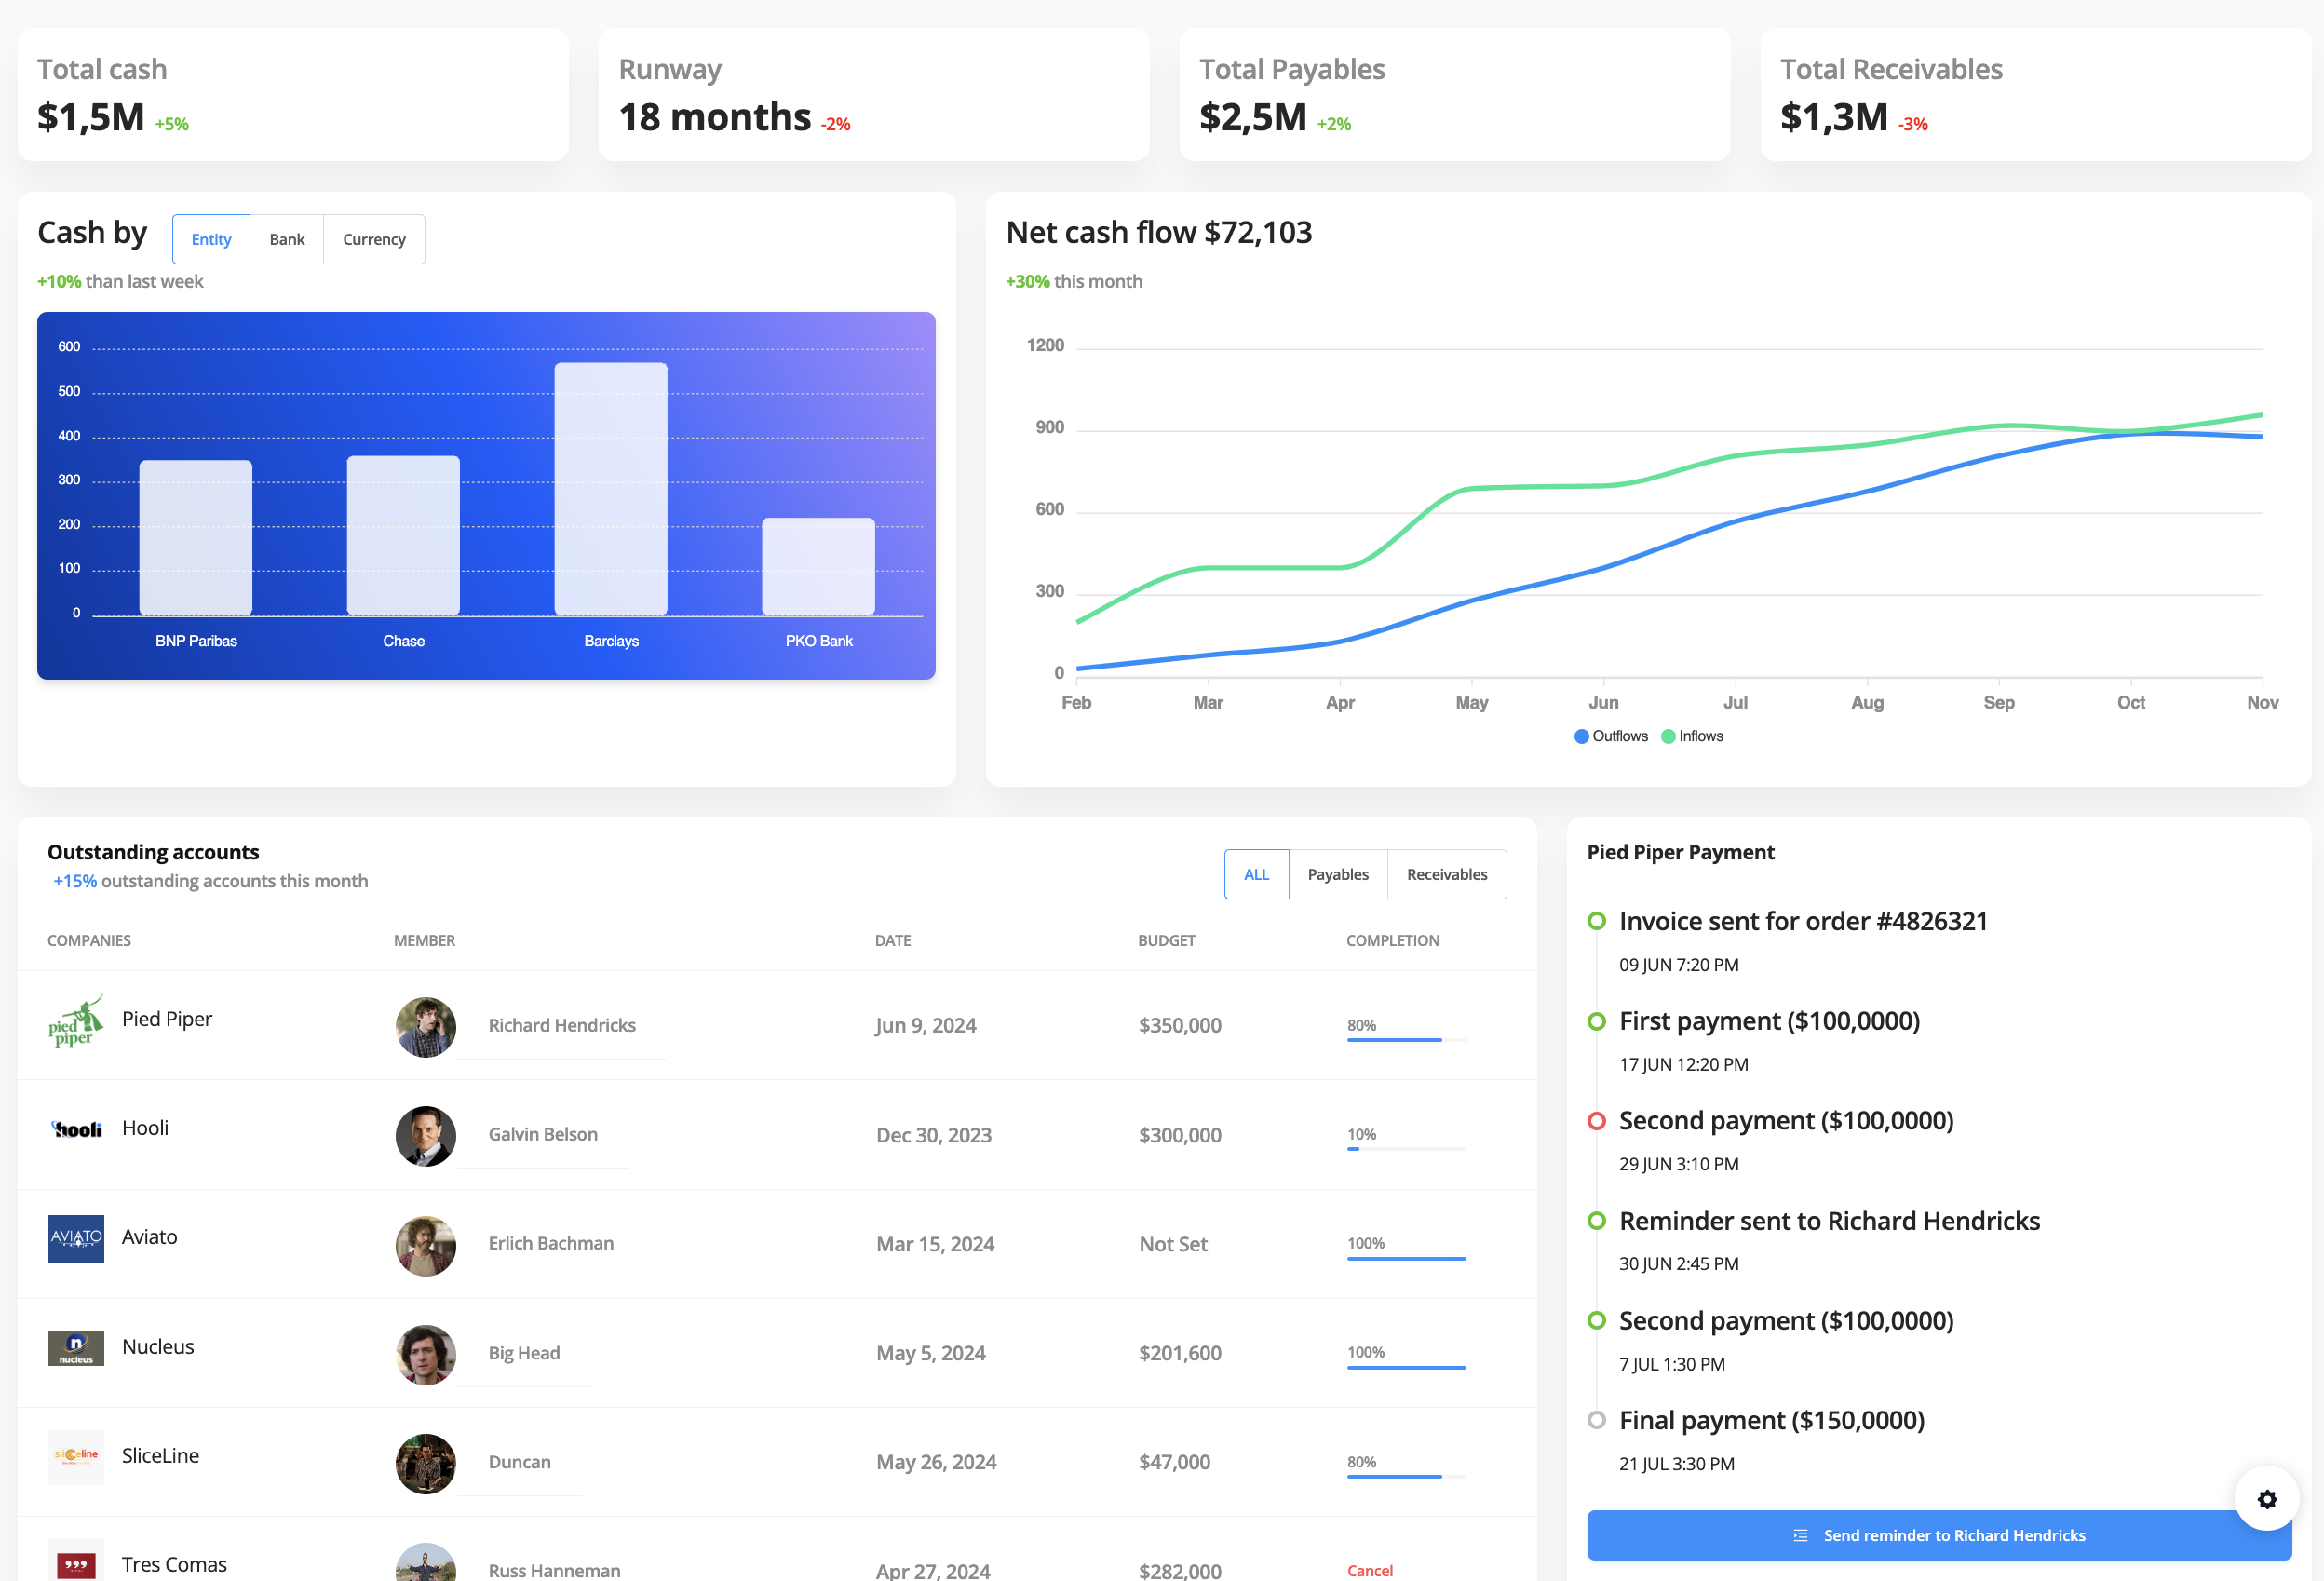 Total cash
$1,5M +5%
Runway
18 months -2%
Total Payables
$2,5M +2%
Total Receivables
$1,3M -3%
Cash by Entity Bank Currency
+10% than last week
600
500
400
300
200
100
0
BNP Paribas Chase Barclays PKO Bank
Net cash flow $72,103
+30% this month
1200
900
600
300
0
Feb Mar Apr May Jun Jul Aug Sep Oct Nov
Outflows Inflows
Outstanding accounts
+15% outstanding accounts this month
ALL Payables Receivables
COMPANIES MEMBER DATE BUDGET COMPLETION
pied piper Pied Piper Richard Hendricks Jun 9, 2024 $350,000 80%
hooli Hooli Galvin Belson Dec 30, 2023 $300,000 10%
AVIATO Aviato Erlich Bachman Mar 15, 2024 Not Set 100%
n nucleus Nucleus Big Head May 5, 2024 $201,600 100%
sliceline SliceLine Duncan May 26, 2024 $47,000 80%
Tres Comas Russ Hanneman Apr 27, 2024 $282,000 Cancel
Pied Piper Payment
Invoice sent for order #4826321
09 JUN 7:20 PM
First payment ($100,0000)
17 JUN 12:20 PM
Second payment ($100,0000)
29 JUN 3:10 PM
Reminder sent to Richard Hendricks
30 JUN 2:45 PM
Second payment ($100,0000)
7 JUL 1:30 PM
Final payment ($150,0000)
21 JUL 3:30 PM
Send reminder to Richard Hendricks